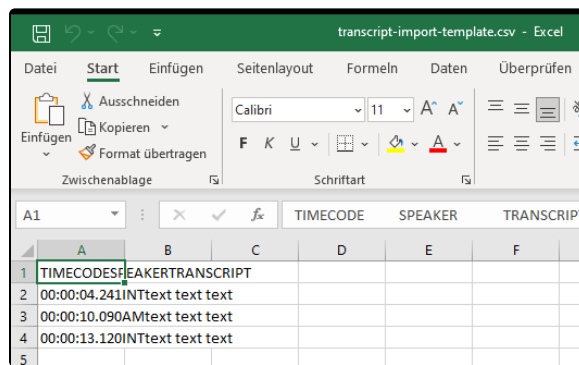 transcript-import-template.csv - Excel
Datei Start Einfügen Seitenlayout Formeln Daten Überprüfen
Einfügen
Ausschneiden
Kopieren
Format übertragen
Zwischenablage
Calibri 11 A A
F K U A
Schriftart
A1 fx TIMECODE SPEAKER TRANSCRIP
A B C D E F
1 TIMECODESPEAKERTRANSCRIPT
2 00:00:04.241INTtext text text
3 00:00:10.090AMtext text text
4 00:00:13.120INTtext text text
5